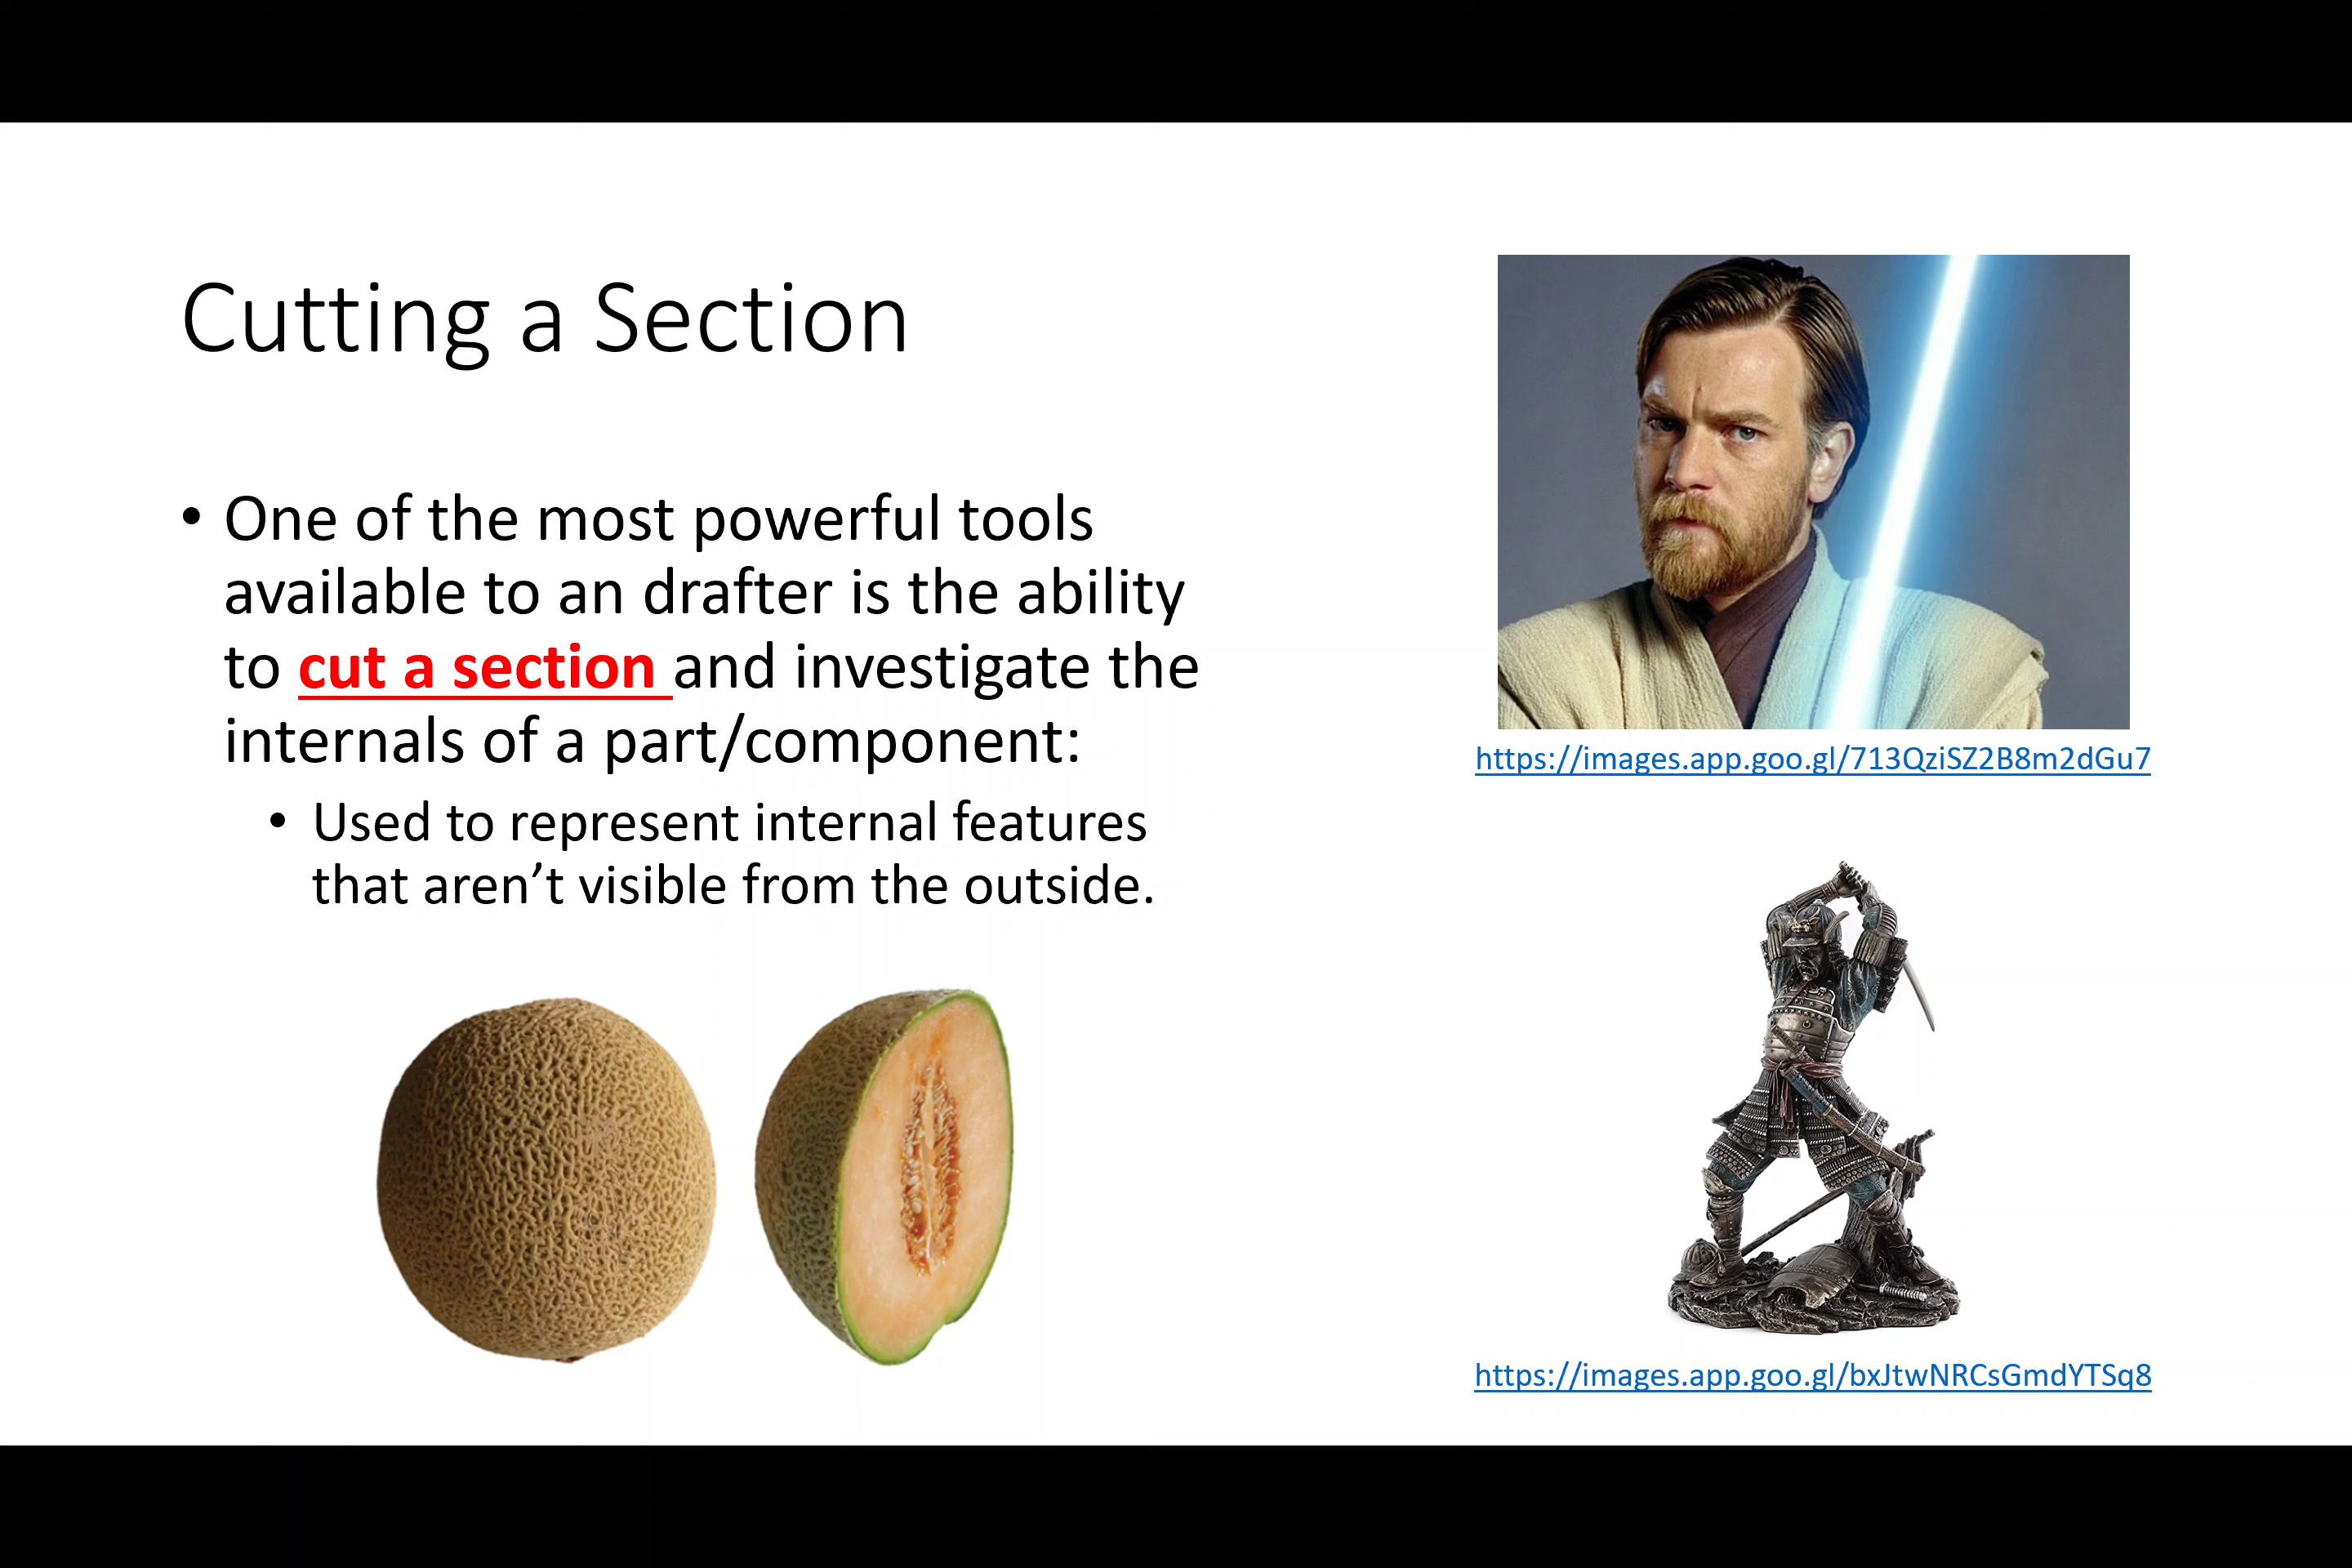 Cutting a Section
• One of the most powerful tools
available to an drafter is the ability
to cut a section and investigate the
internals of a part/component:
• Used to represent internal features
that aren’t visible from the outside.
https://images.app.goo.gl/713QziSZ2B8m2dGu7
https://images.app.goo.gl/bxJtwNRCsGmdYTSq8